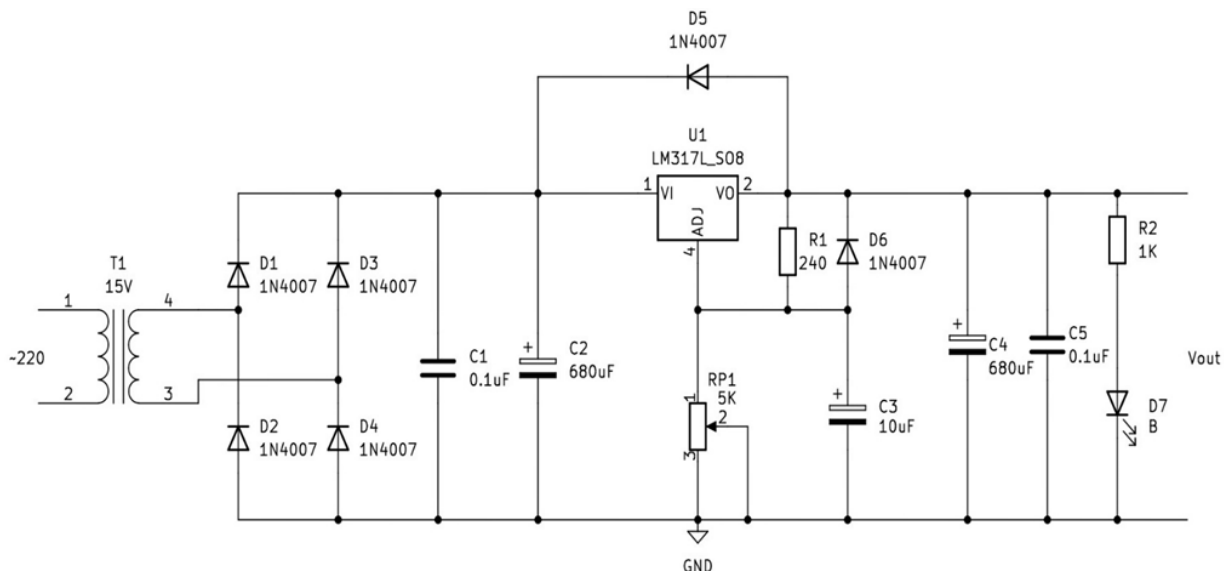 D5
1N4007
U1
LM317L_SO8
1 VI VO 2
ADJ
4
T1
15V
1 4
~220
2 3
D1
1N4007
D3
1N4007
D2
1N4007
D4
1N4007
C1
0.1uF
+ C2
680uF
R1
240
D6
1N4007
RP1
5K
1
2
3
+ C3
10uF
+ C4
680uF
C5
0.1uF
R2
1K
D7
B
Vout
GND